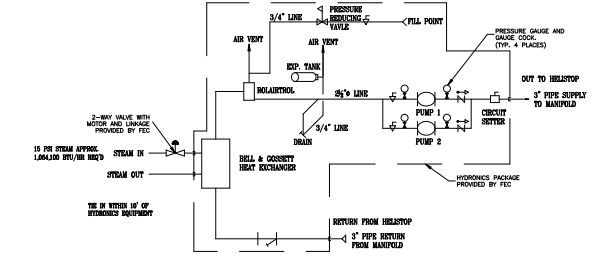 PRESSURE
REDUCING
VAVLE
3/4" LINE
FILL POINT
PRESSURE GAUGE AND
GAUGE COCK.
(TYP. 4 PLACES)
AIR VENT
AIR VENT
EXP. TANK
OUT TO HELISTOP
ROLAIRTROL
2½"ø LINE
3" PIPE SUPPLY
TO MANIFOLD
PUMP 1
CIRCUIT
SETTER
2-WAY VALVE WITH
MOTOR AND LINKAGE
PROVIDED BY FEC
3/4" LINE
DRAIN
PUMP 2
15 PSI STEAM APPROX.
1,084,100 BTU/HR REQ'D
STEAM IN
BELL & GOSSETT
HEAT EXCHANGER
STEAM OUT
HYDRONICS PACKAGE
PROVIDED BY FEC
TIE IN WITHIN 10' OF
HYDRONICS EQUIPMENT
RETURN FROM HELISTOP
3" PIPE RETURN
FROM MANIFOLD